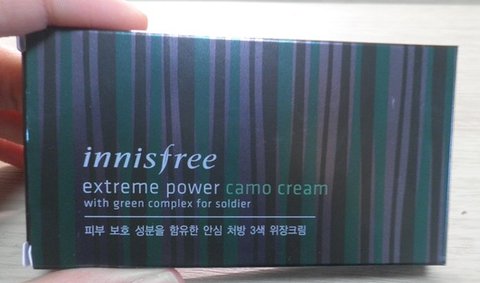 innisfree
extreme power camo cream
with green complex for soldier
피부 보호 성분을 함유한 안심 처방 3색 위장크림